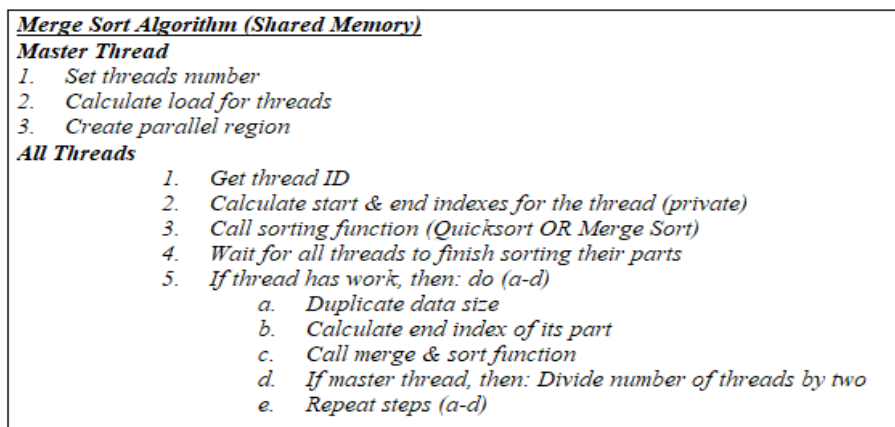 Merge Sort Algorithm (Shared Memory)
Master Thread
1. Set threads number
2. Calculate load for threads
3. Create parallel region
All Threads
1. Get thread ID
2. Calculate start & end indexes for the thread (private)
3. Call sorting function (Quicksort OR Merge Sort)
4. Wait for all threads to finish sorting their parts
5. If thread has work, then: do (a-d)
a. Duplicate data size
b. Calculate end index of its part
c. Call merge & sort function
d. If master thread, then: Divide number of threads by two
e. Repeat steps (a-d)